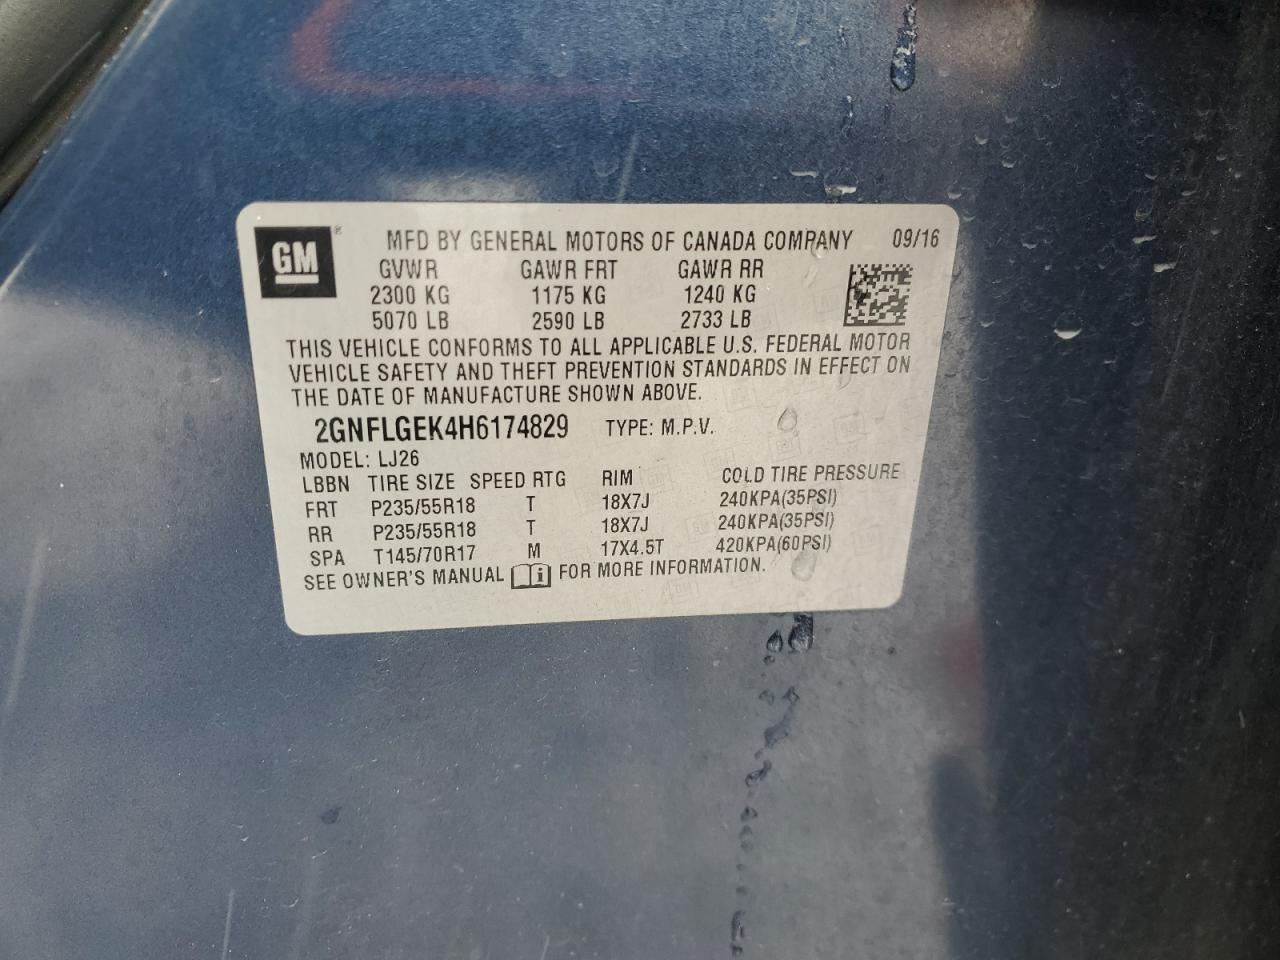 GM ® MFD BY GENERAL MOTORS OF CANADA COMPANY 09/16
GVWR GAWR FRT GAWR RR
2300 KG 1175 KG 1240 KG
5070 LB 2590 LB 2733 LB
THIS VEHICLE CONFORMS TO ALL APPLICABLE U.S. FEDERAL MOTOR
VEHICLE SAFETY AND THEFT PREVENTION STANDARDS IN EFFECT ON
THE DATE OF MANUFACTURE SHOWN ABOVE.
2GNFLGEK4H6174829 TYPE: M.P.V.
MODEL: LJ26
LBBN TIRE SIZE SPEED RTG RIM COLD TIRE PRESSURE
FRT P235/55R18 T 18X7J 240KPA(35PSI)
RR P235/55R18 T 18X7J 240KPA(35PSI)
SPA T145/70R17 M 17X4.5T 420KPA(60PSI)
SEE OWNER'S MANUAL i FOR MORE INFORMATION.